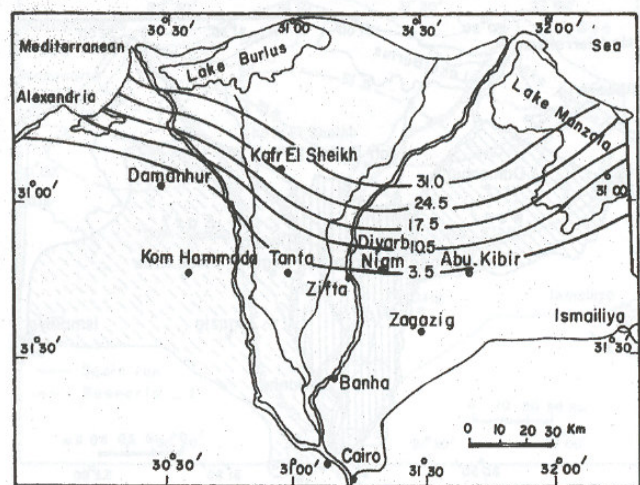 30° 30′ 31° 00′ 31° 30′ 32° 00′
Mediterranean
Sea
Lake Burlus
Lake Manzala
Alexandria
Kafr El Sheikh
31.0
31° 00′
Damanhur
24.5
31° 00′
17.5
Diyarb 10.5
Kom Hammada Tanta Niam Abu Kibir
3.5
Zifta
Zagazig Ismailiya
31° 30′
31° 30′
Banha
0 10 20 30 Km
Cairo
30° 30′ 31° 00′ 31° 30′ 32° 00′